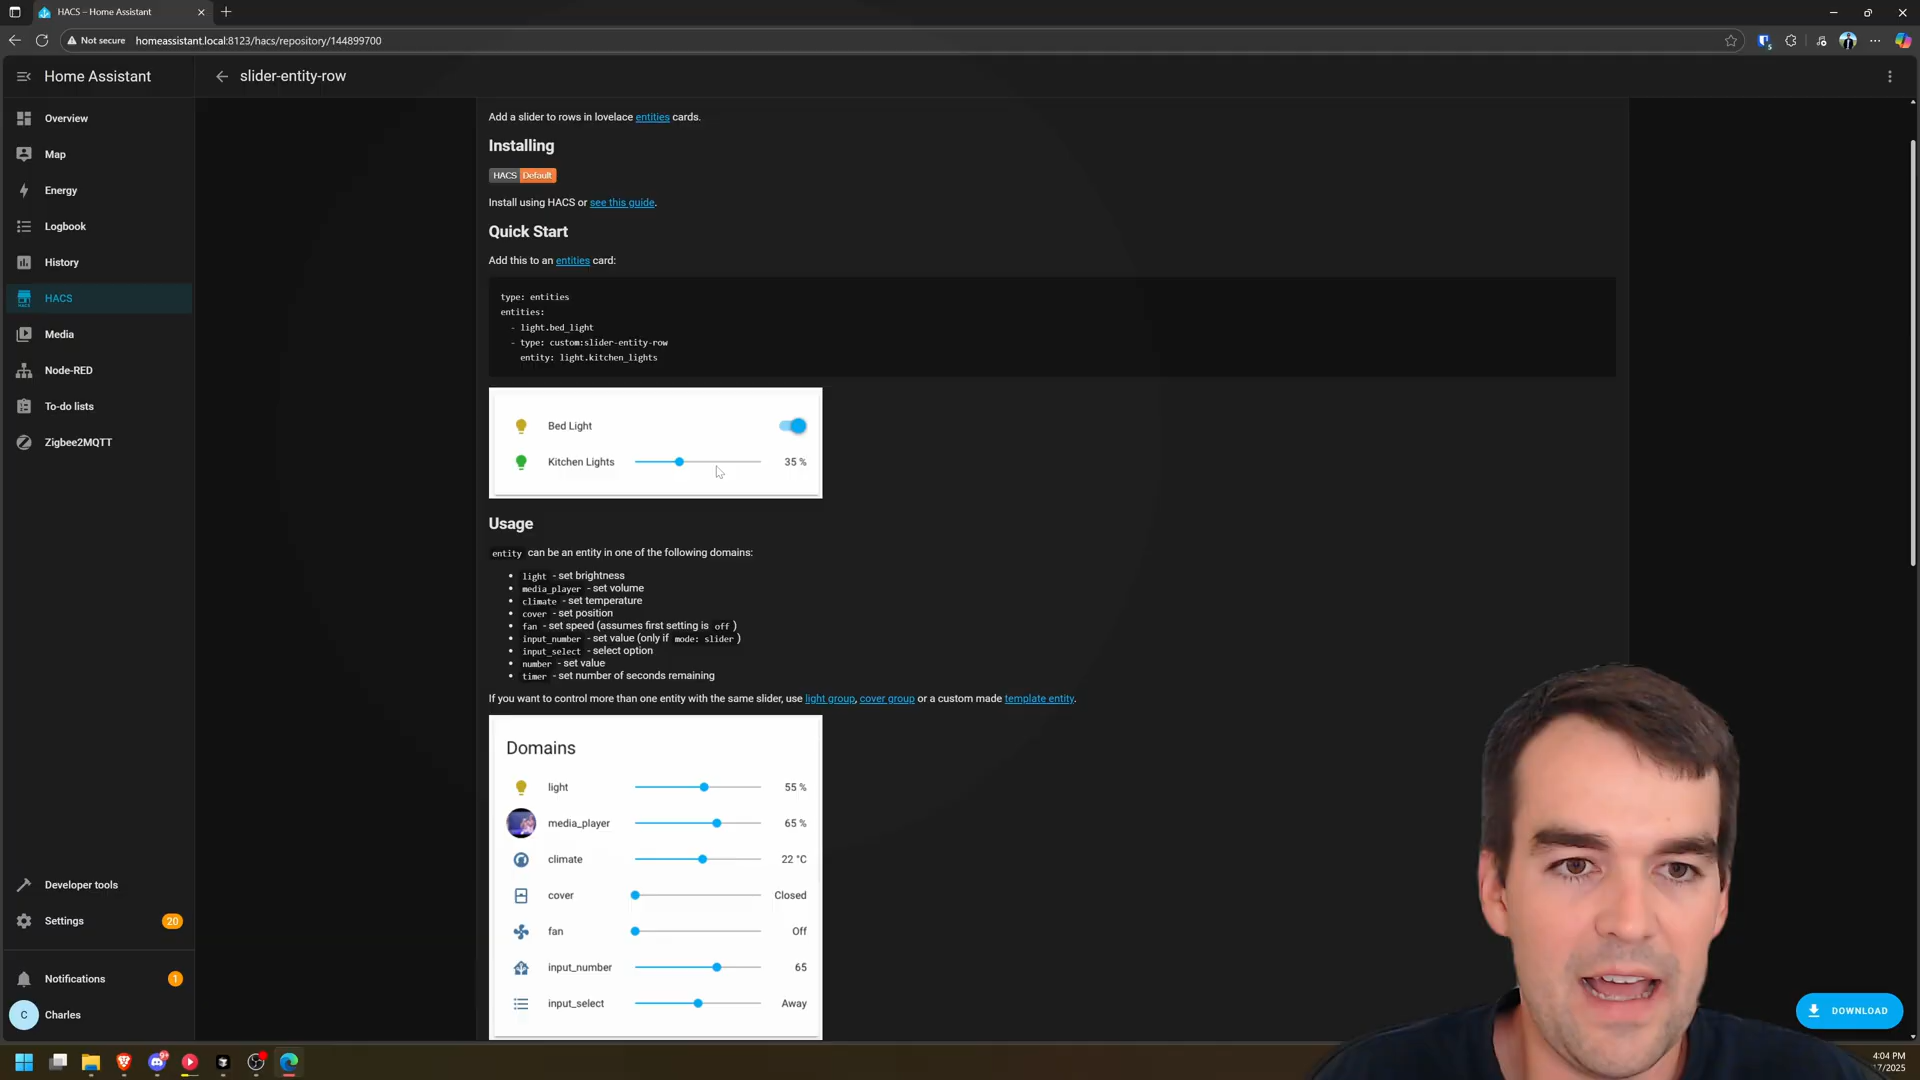 HACS – Home Assistant
Not secure
homeassistant.local:8123/hacs/repository/144899700
Home Assistant
slider-entity-row
Overview
Map
Energy
Logbook
History
HACS
Media
Node-RED
To-do lists
Zigbee2MQTT
Developer tools
Settings
20
Notifications
1
C
Charles
Add a slider to rows in lovelace entities cards.
Installing
HACS Default
Install using HACS or see this guide.
Quick Start
Add this to an entities card:
type: entities
entities:
- light.bed_light
- type: custom:slider-entity-row
entity: light.kitchen_lights
Bed Light
Kitchen Lights 35 %
Usage
entity can be an entity in one of the following domains:
• light - set brightness
• media_player - set volume
• climate - set temperature
• cover - set position
• fan - set speed (assumes first setting is off )
• input_number - set value (only if mode: slider )
• input_select - select option
• number - set value
• timer - set number of seconds remaining
If you want to control more than one entity with the same slider, use light group, cover group or a custom made template entity.
Domains
light 55 %
media_player 65 %
climate 22 °C
cover Closed
fan Off
input_number 65
input_select Away
DOWNLOAD
4:04 PM
17/2025